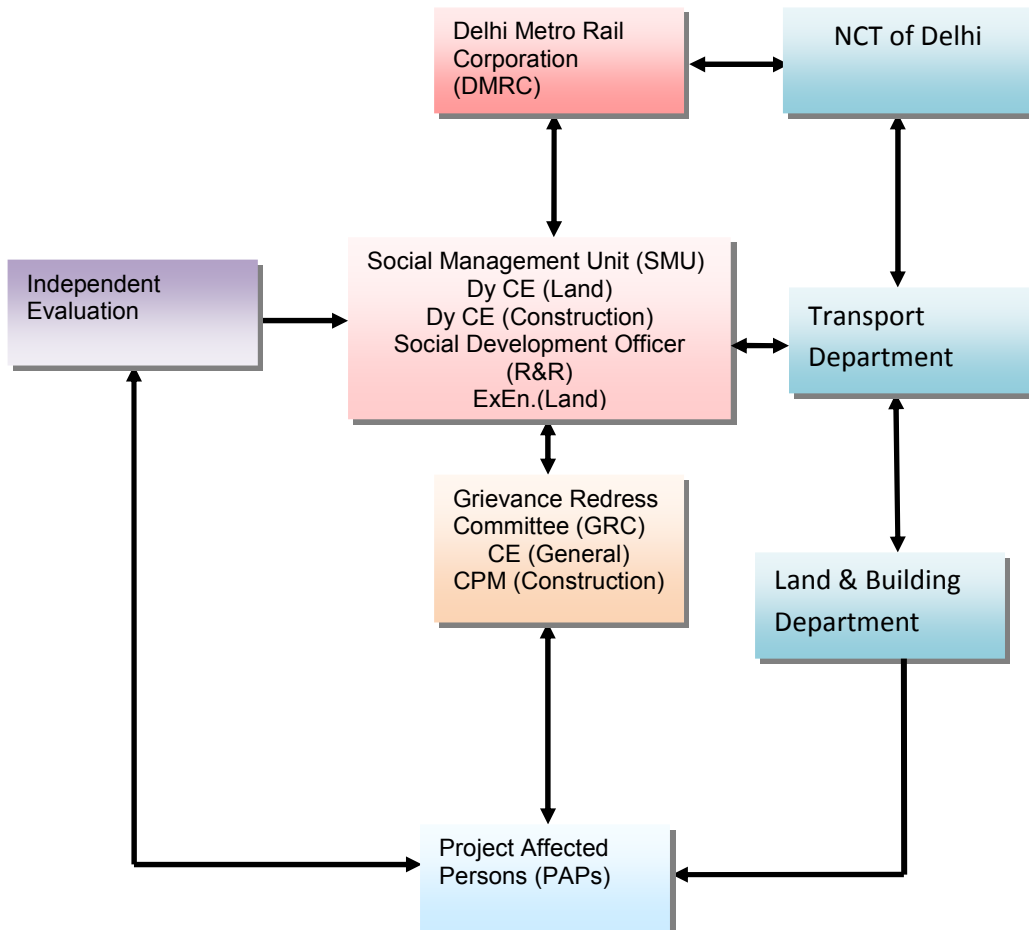 Delhi Metro Rail
Corporation
(DMRC)
NCT of Delhi
Independent
Evaluation
Social Management Unit (SMU)
Dy CE (Land)
Dy CE (Construction)
Social Development Officer
(R&R)
ExEn.(Land)
Transport
Department
Grievance Redress
Committee (GRC)
CE (General)
CPM (Construction)
Land & Building
Department
Project Affected
Persons (PAPs)